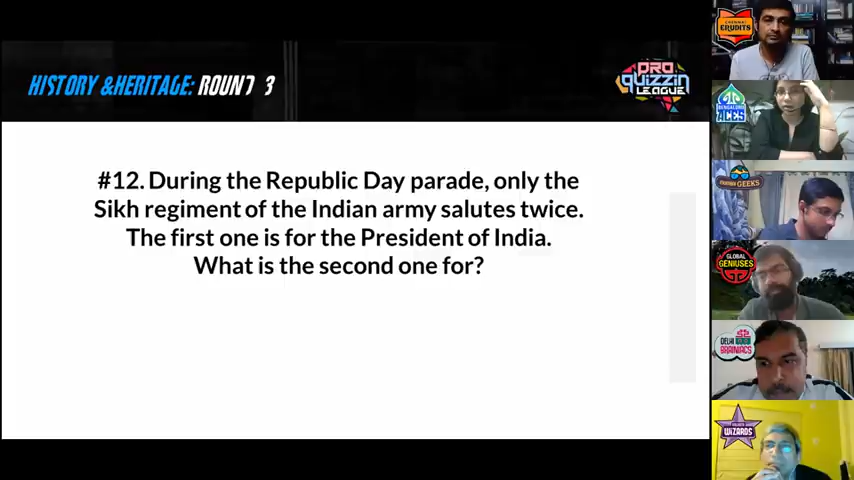 HISTORY &HERITAGE: ROUND 3
PRO
QUIZZIN
LEAGUE
#12. During the Republic Day parade, only the
Sikh regiment of the Indian army salutes twice.
The first one is for the President of India.
What is the second one for?
CHENNAI
ERUDITS
BENGALURU
ACES
GEEKS
GLOBAL
GENIUSES
DELHI
BRAINIACS
WIZARDS